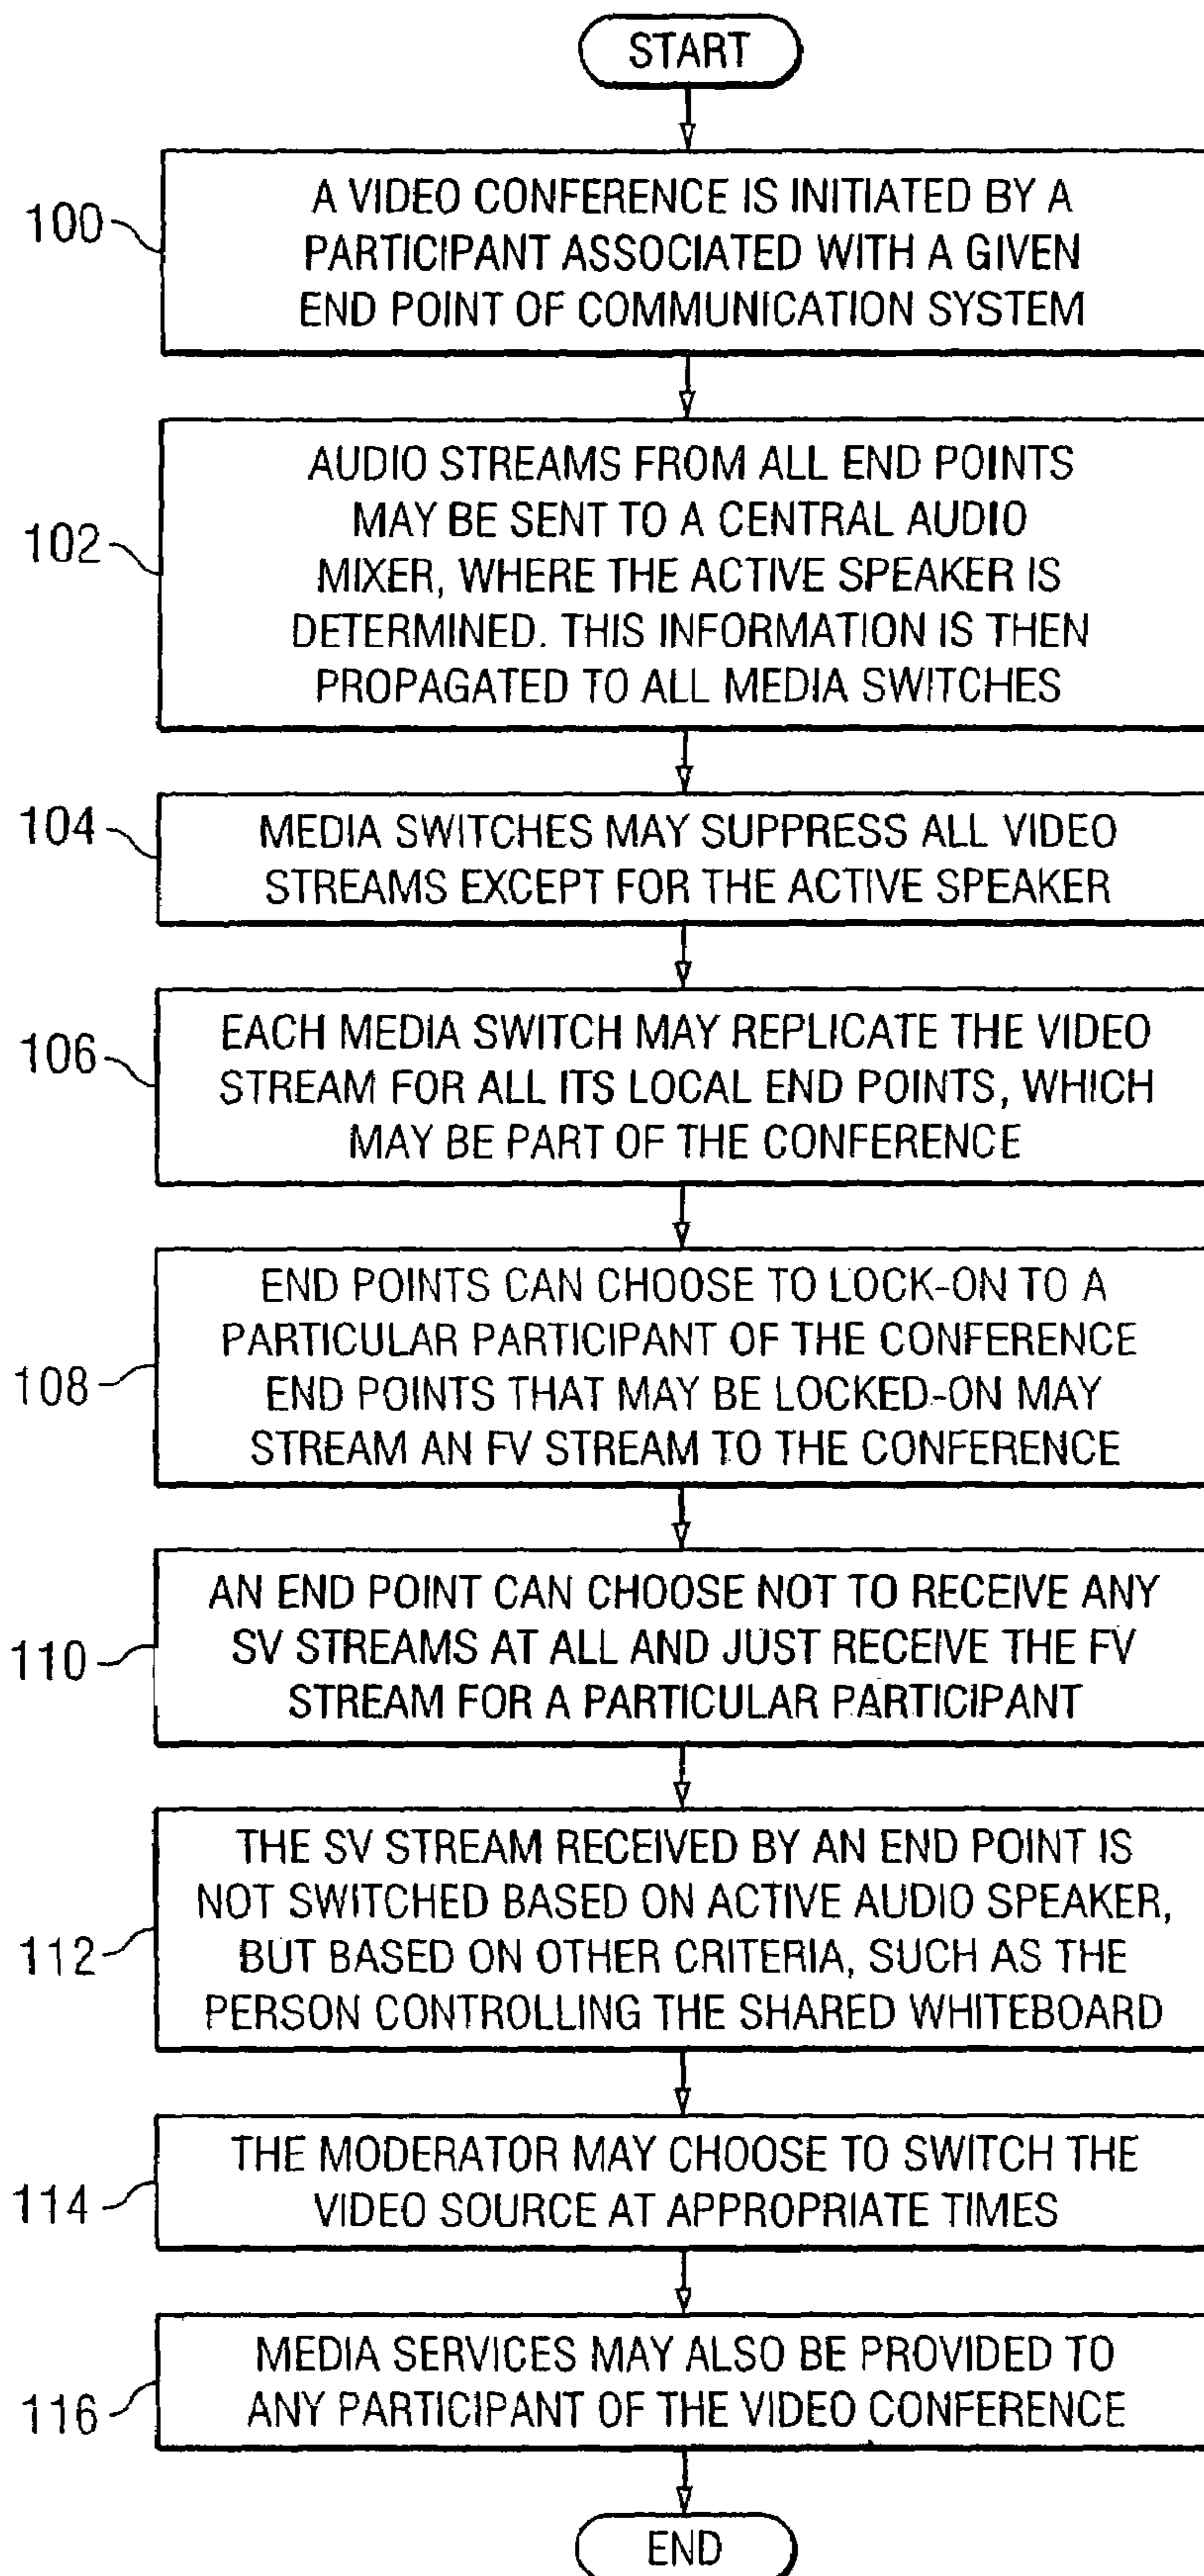 START
100
A VIDEO CONFERENCE IS INITIATED BY A
PARTICIPANT ASSOCIATED WITH A GIVEN
END POINT OF COMMUNICATION SYSTEM
102
AUDIO STREAMS FROM ALL END POINTS
MAY BE SENT TO A CENTRAL AUDIO
MIXER, WHERE THE ACTIVE SPEAKER IS
DETERMINED. THIS INFORMATION IS THEN
PROPAGATED TO ALL MEDIA SWITCHES
104
MEDIA SWITCHES MAY SUPPRESS ALL VIDEO
STREAMS EXCEPT FOR THE ACTIVE SPEAKER
106
EACH MEDIA SWITCH MAY REPLICATE THE VIDEO
STREAM FOR ALL ITS LOCAL END POINTS, WHICH
MAY BE PART OF THE CONFERENCE
108
END POINTS CAN CHOOSE TO LOCK-ON TO A
PARTICULAR PARTICIPANT OF THE CONFERENCE
END POINTS THAT MAY BE LOCKED-ON MAY
STREAM AN FV STREAM TO THE CONFERENCE
110
AN END POINT CAN CHOOSE NOT TO RECEIVE ANY
SV STREAMS AT ALL AND JUST RECEIVE THE FV
STREAM FOR A PARTICULAR PARTICIPANT
112
THE SV STREAM RECEIVED BY AN END POINT IS
NOT SWITCHED BASED ON ACTIVE AUDIO SPEAKER,
BUT BASED ON OTHER CRITERIA, SUCH AS THE
PERSON CONTROLLING THE SHARED WHITEBOARD
114
THE MODERATOR MAY CHOOSE TO SWITCH THE
VIDEO SOURCE AT APPROPRIATE TIMES
116
MEDIA SERVICES MAY ALSO BE PROVIDED TO
ANY PARTICIPANT OF THE VIDEO CONFERENCE
END